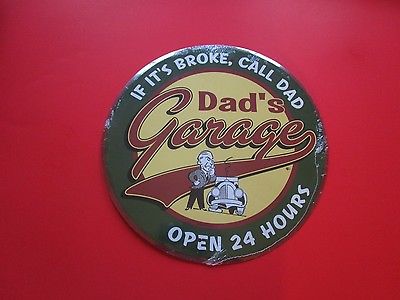 IF IT'S BROKE, CALL DAD
Dad's
Garage
OPEN 24 HOURS